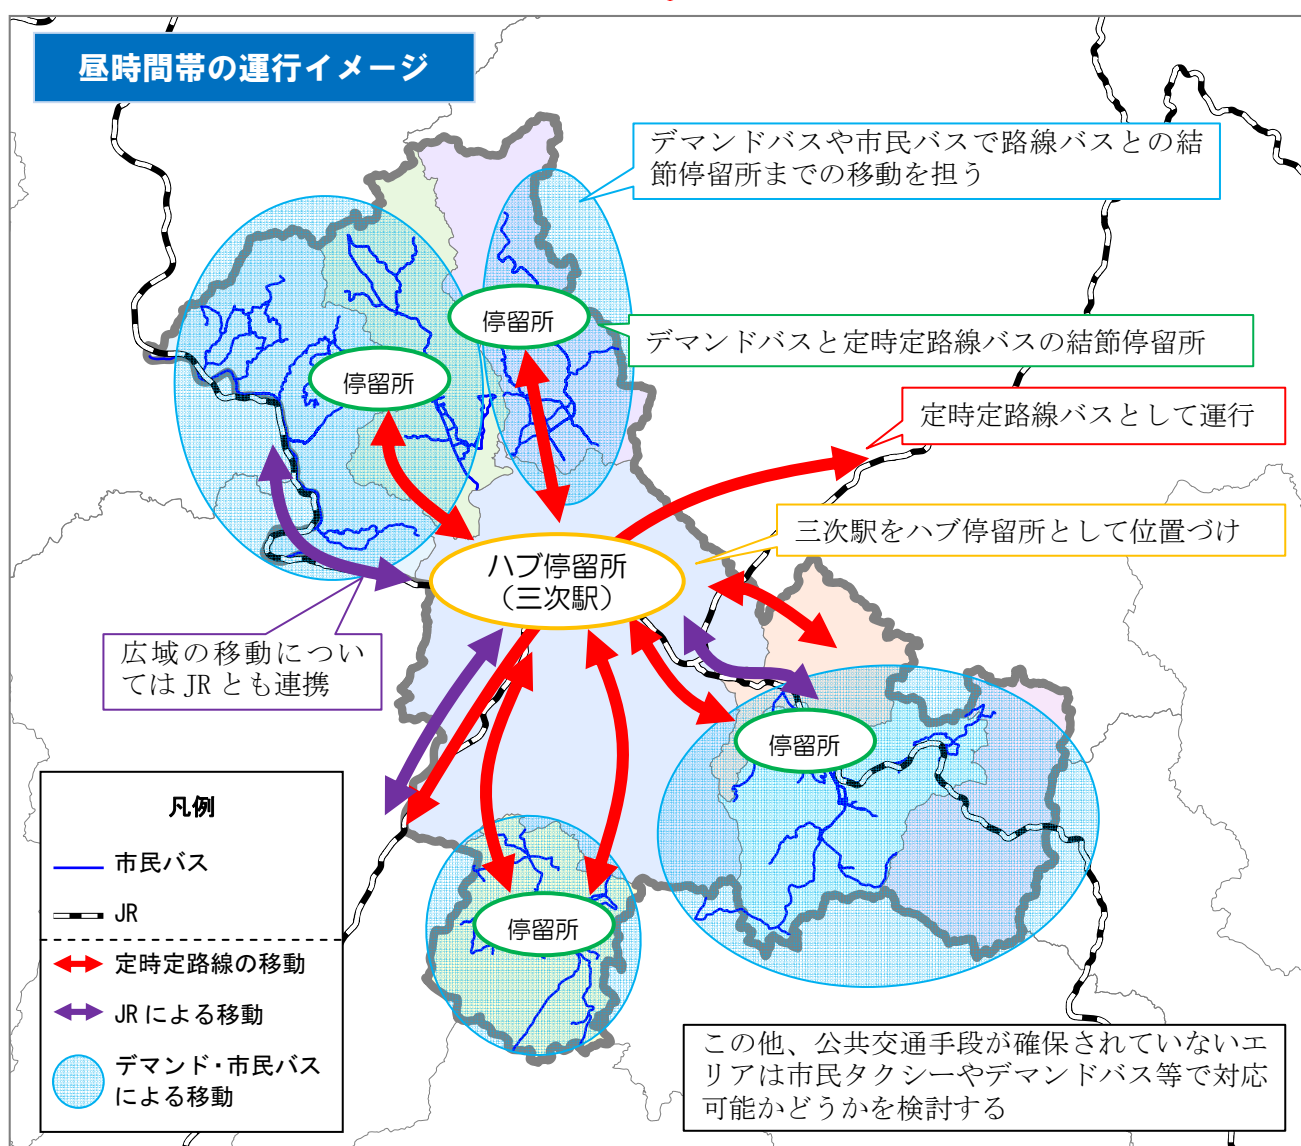 昼時間帯の運行イメージ
デマンドバスや市民バスで路線バスとの結
節停留所までの移動を担う
停留所
デマンドバスと定時定路線バスの結節停留所
停留所
定時定路線バスとして運行
三次駅をハブ停留所として位置づけ
ハブ停留所
（三次駅）
広域の移動につい
ては JR とも連携
停留所
停留所
凡例
市民バス
JR
定時定路線の移動
JR による移動
デマンド・市民バス
による移動
この他、公共交通手段が確保されていないエ
リアは市民タクシーやデマンドバス等で対応
可能かどうかを検討する